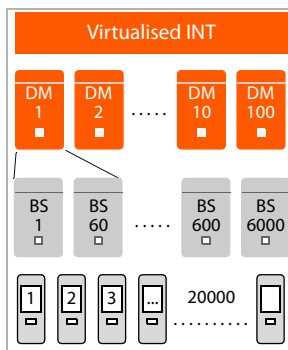 Virtualised INT
DM DM DM DM
1 2 ..... 10 100
BS BS BS BS
1 60 ..... 600 6000
1 2 3 ... 20000
..........